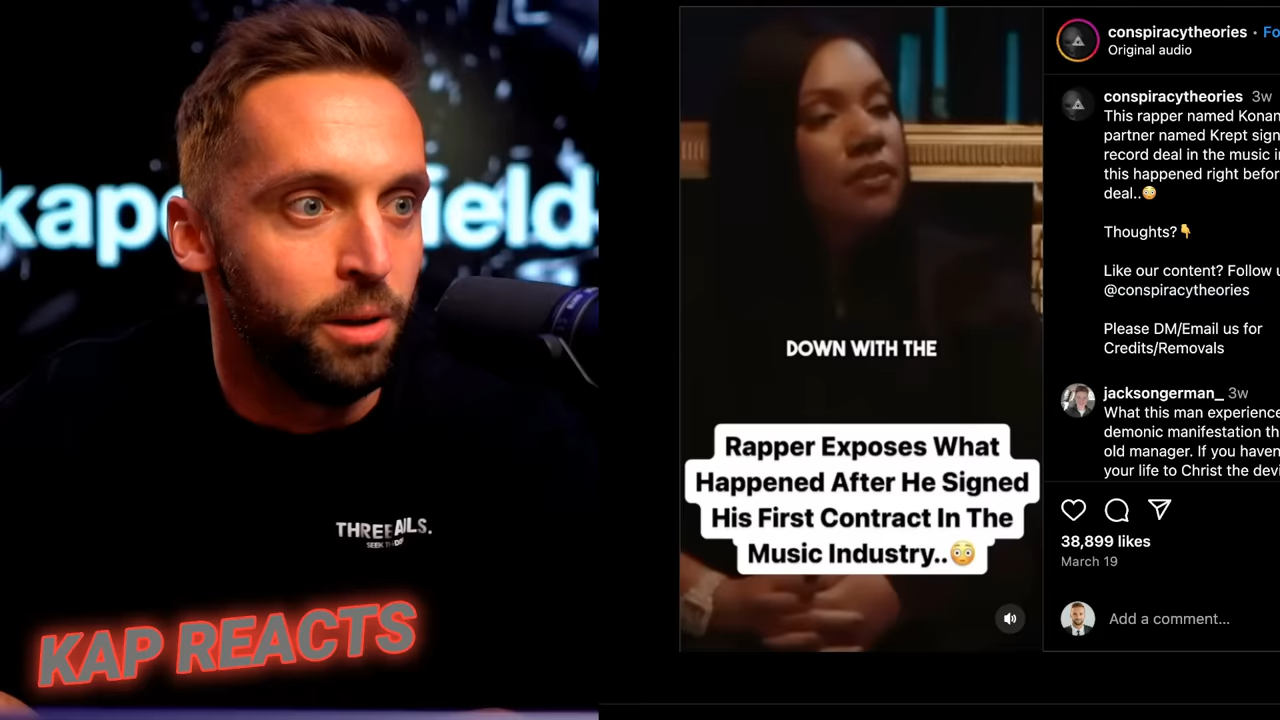 THREE NAILS.
KAP REACTS
DOWN WITH THE
Rapper Exposes What
Happened After He Signed
His First Contract In The
Music Industry..😳
conspiracytheories · Fo
Original audio
conspiracytheories 3w
This rapper named Konan
partner named Krept sign
record deal in the music i
this happened right befor
deal..😳
Thoughts?👇
Like our content? Follow u
@conspiracytheories
Please DM/Email us for
Credits/Removals
jacksongerman_ 3w
What this man experience
demonic manifestation th
old manager. If you haven
your life to Christ the devi
38,899 likes
March 19
Add a comment...